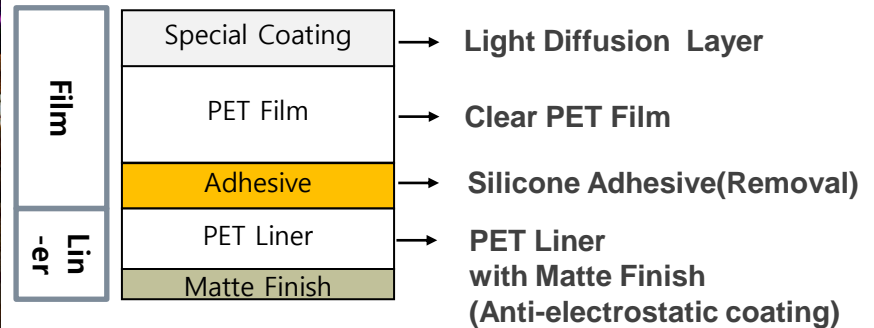 Film
Lin
-er
Special Coating
PET Film
Adhesive
PET Liner
Matte Finish
Light Diffusion Layer
Clear PET Film
Silicone Adhesive(Removal)
PET Liner
with Matte Finish
(Anti-electrostatic coating)